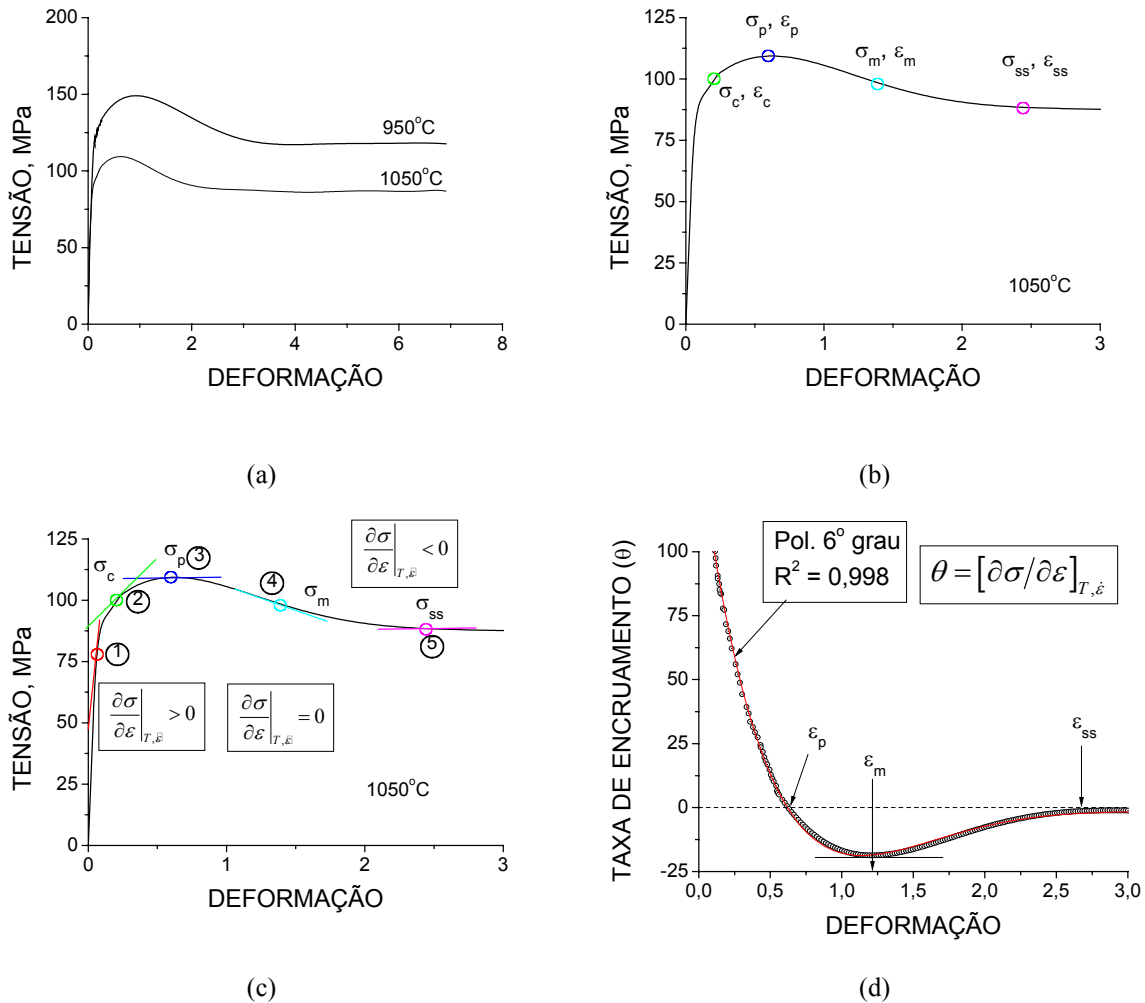 200
150
100
50
0
TENSÃO, MPa
950°C
1050°C
0 2 4 6 8
DEFORMAÇÃO
(a)
125
100
75
50
25
0
TENSÃO, MPa
σp, εp
σm, εm
σss, εss
σc, εc
1050°C
0 1 2 3
DEFORMAÇÃO
(b)
125
100
75
50
25
0
TENSÃO, MPa
σc
σp
3
2
1
4
σm
σss
5
∂σ/∂ε|T,ε < 0
∂σ/∂ε|T,ε > 0
∂σ/∂ε|T,ε = 0
1050°C
0 1 2 3
DEFORMAÇÃO
(c)
100
75
50
25
0
-25
TAXA DE ENCRUAMENTO (θ)
Pol. 6° grau
R² = 0,998
θ = [∂σ/∂ε]T,ε̇
εp
εm
εss
0,0 0,5 1,0 1,5 2,0 2,5 3,0
DEFORMAÇÃO
(d)